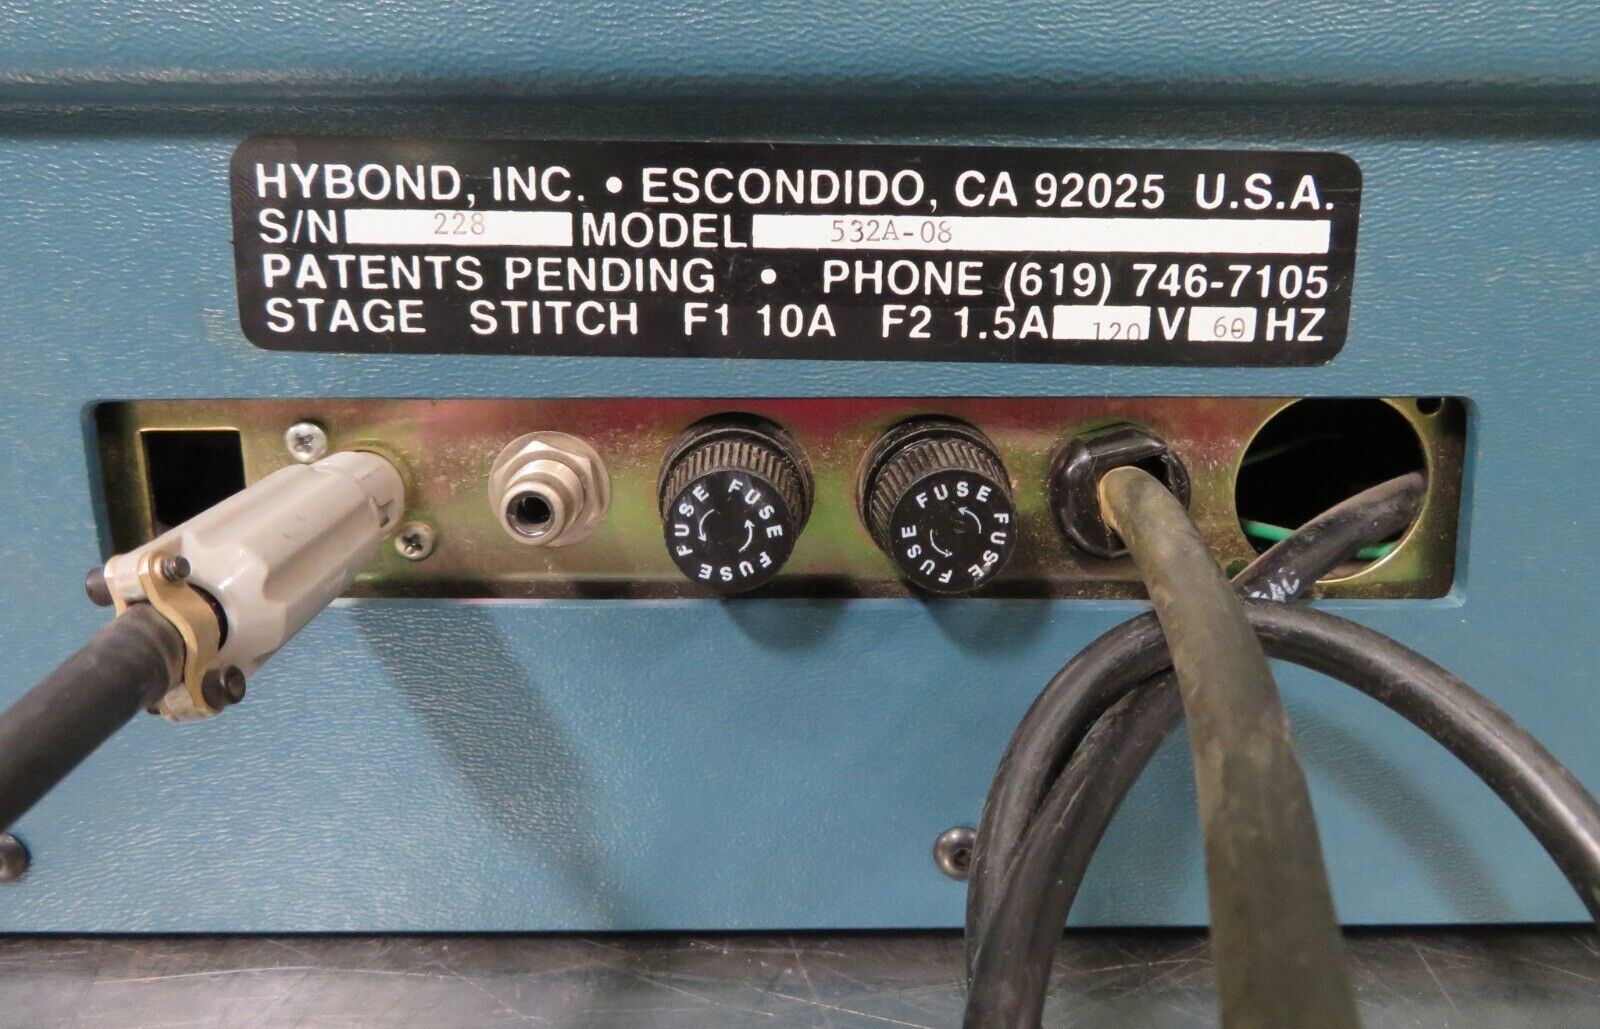 HYBOND, INC. • ESCONDIDO, CA 92025 U.S.A.
S/N 228 MODEL 532A-08
PATENTS PENDING • PHONE (619) 746-7105
STAGE STITCH F1 10A F2 1.5A 120 V 60 HZ
FUSE FUSE FUSE FUSE
FUSE FUSE FUSE FUSE